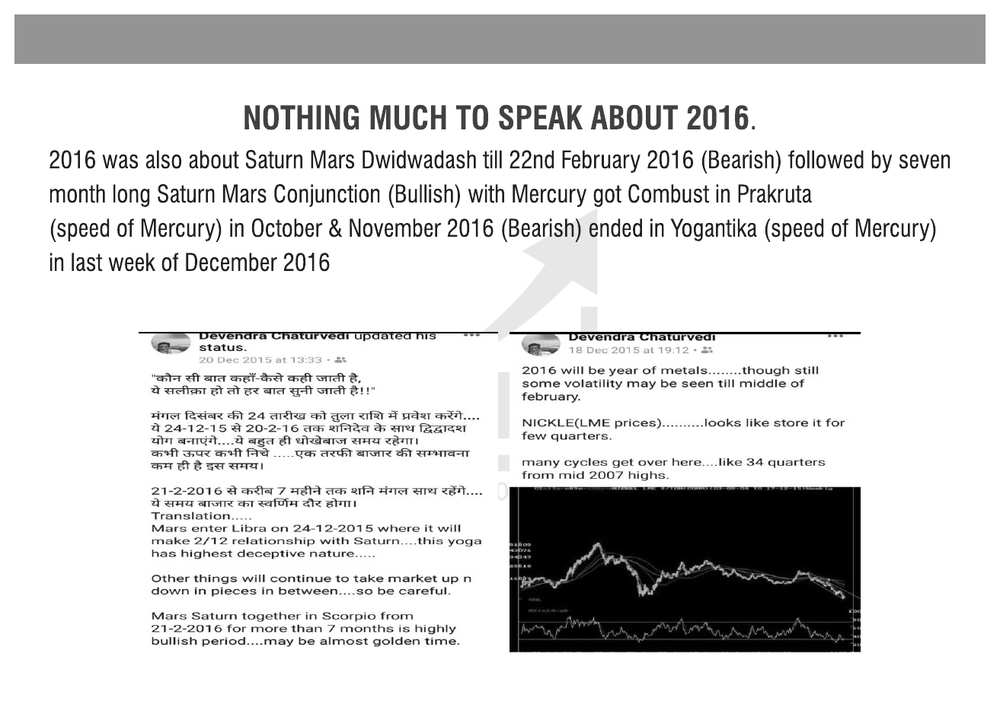 NOTHING MUCH TO SPEAK ABOUT 2016.
2016 was also about Saturn Mars Dwidwadash till 22nd February 2016 (Bearish) followed by seven
month long Saturn Mars Conjunction (Bullish) with Mercury got Combust in Prakruta
(speed of Mercury) in October & November 2016 (Bearish) ended in Yogantika (speed of Mercury)
in last week of December 2016
Devendra Chaturvedi updated his
status.
20 Dec 2015 at 13:33 •
"कौन सी बात कहाँ-कैसे कही जाती है,
ये सलीक़ा हो तो हर बात सुनी जाती है!!"
मंगल दिसंबर की 24 तारीख को तुला राशि में प्रवेश करेंगे....
ये 24-12-15 से 20-2-16 तक शनिदेव के साथ द्विद्वादश
योग बनाएंगे....ये बहुत ही धोखेबाज समय रहेगा।
कभी ऊपर कभी निचे .....एक तरफी बाजार की सम्भावना
कम ही है इस समय।
21-2-2016 से करीब 7 महीने तक शनि मंगल साथ रहेंगे....
ये समय बाजार का स्वर्णिम दौर होगा।
Translation.....
Mars enter Libra on 24-12-2015 where it will
make 2/12 relationship with Saturn....this yoga
has highest deceptive nature.....
Other things will continue to take market up n
down in pieces in between....so be careful.
Mars Saturn together in Scorpio from
21-2-2016 for more than 7 months is highly
bullish period....may be almost golden time.
Devendra Chaturvedi
18 Dec 2015 at 19:12 •
2016 will be year of metals........though still
some volatility may be seen till middle of
february.
NICKLE(LME prices)..........looks like store it for
few quarters.
many cycles get over here....like 34 quarters
from mid 2007 highs.